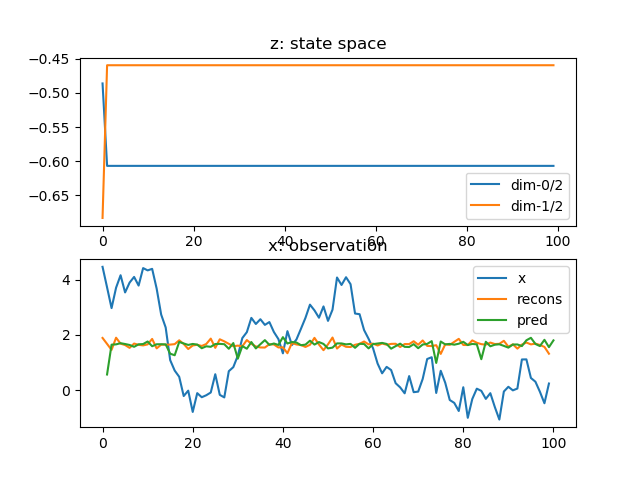 z: state space
−0.45
−0.50
−0.55
−0.60
−0.65
dim-0/2
dim-1/2
0 20 40 60 80 100
x: observation
4
2
0
x
recons
pred
0 20 40 60 80 100